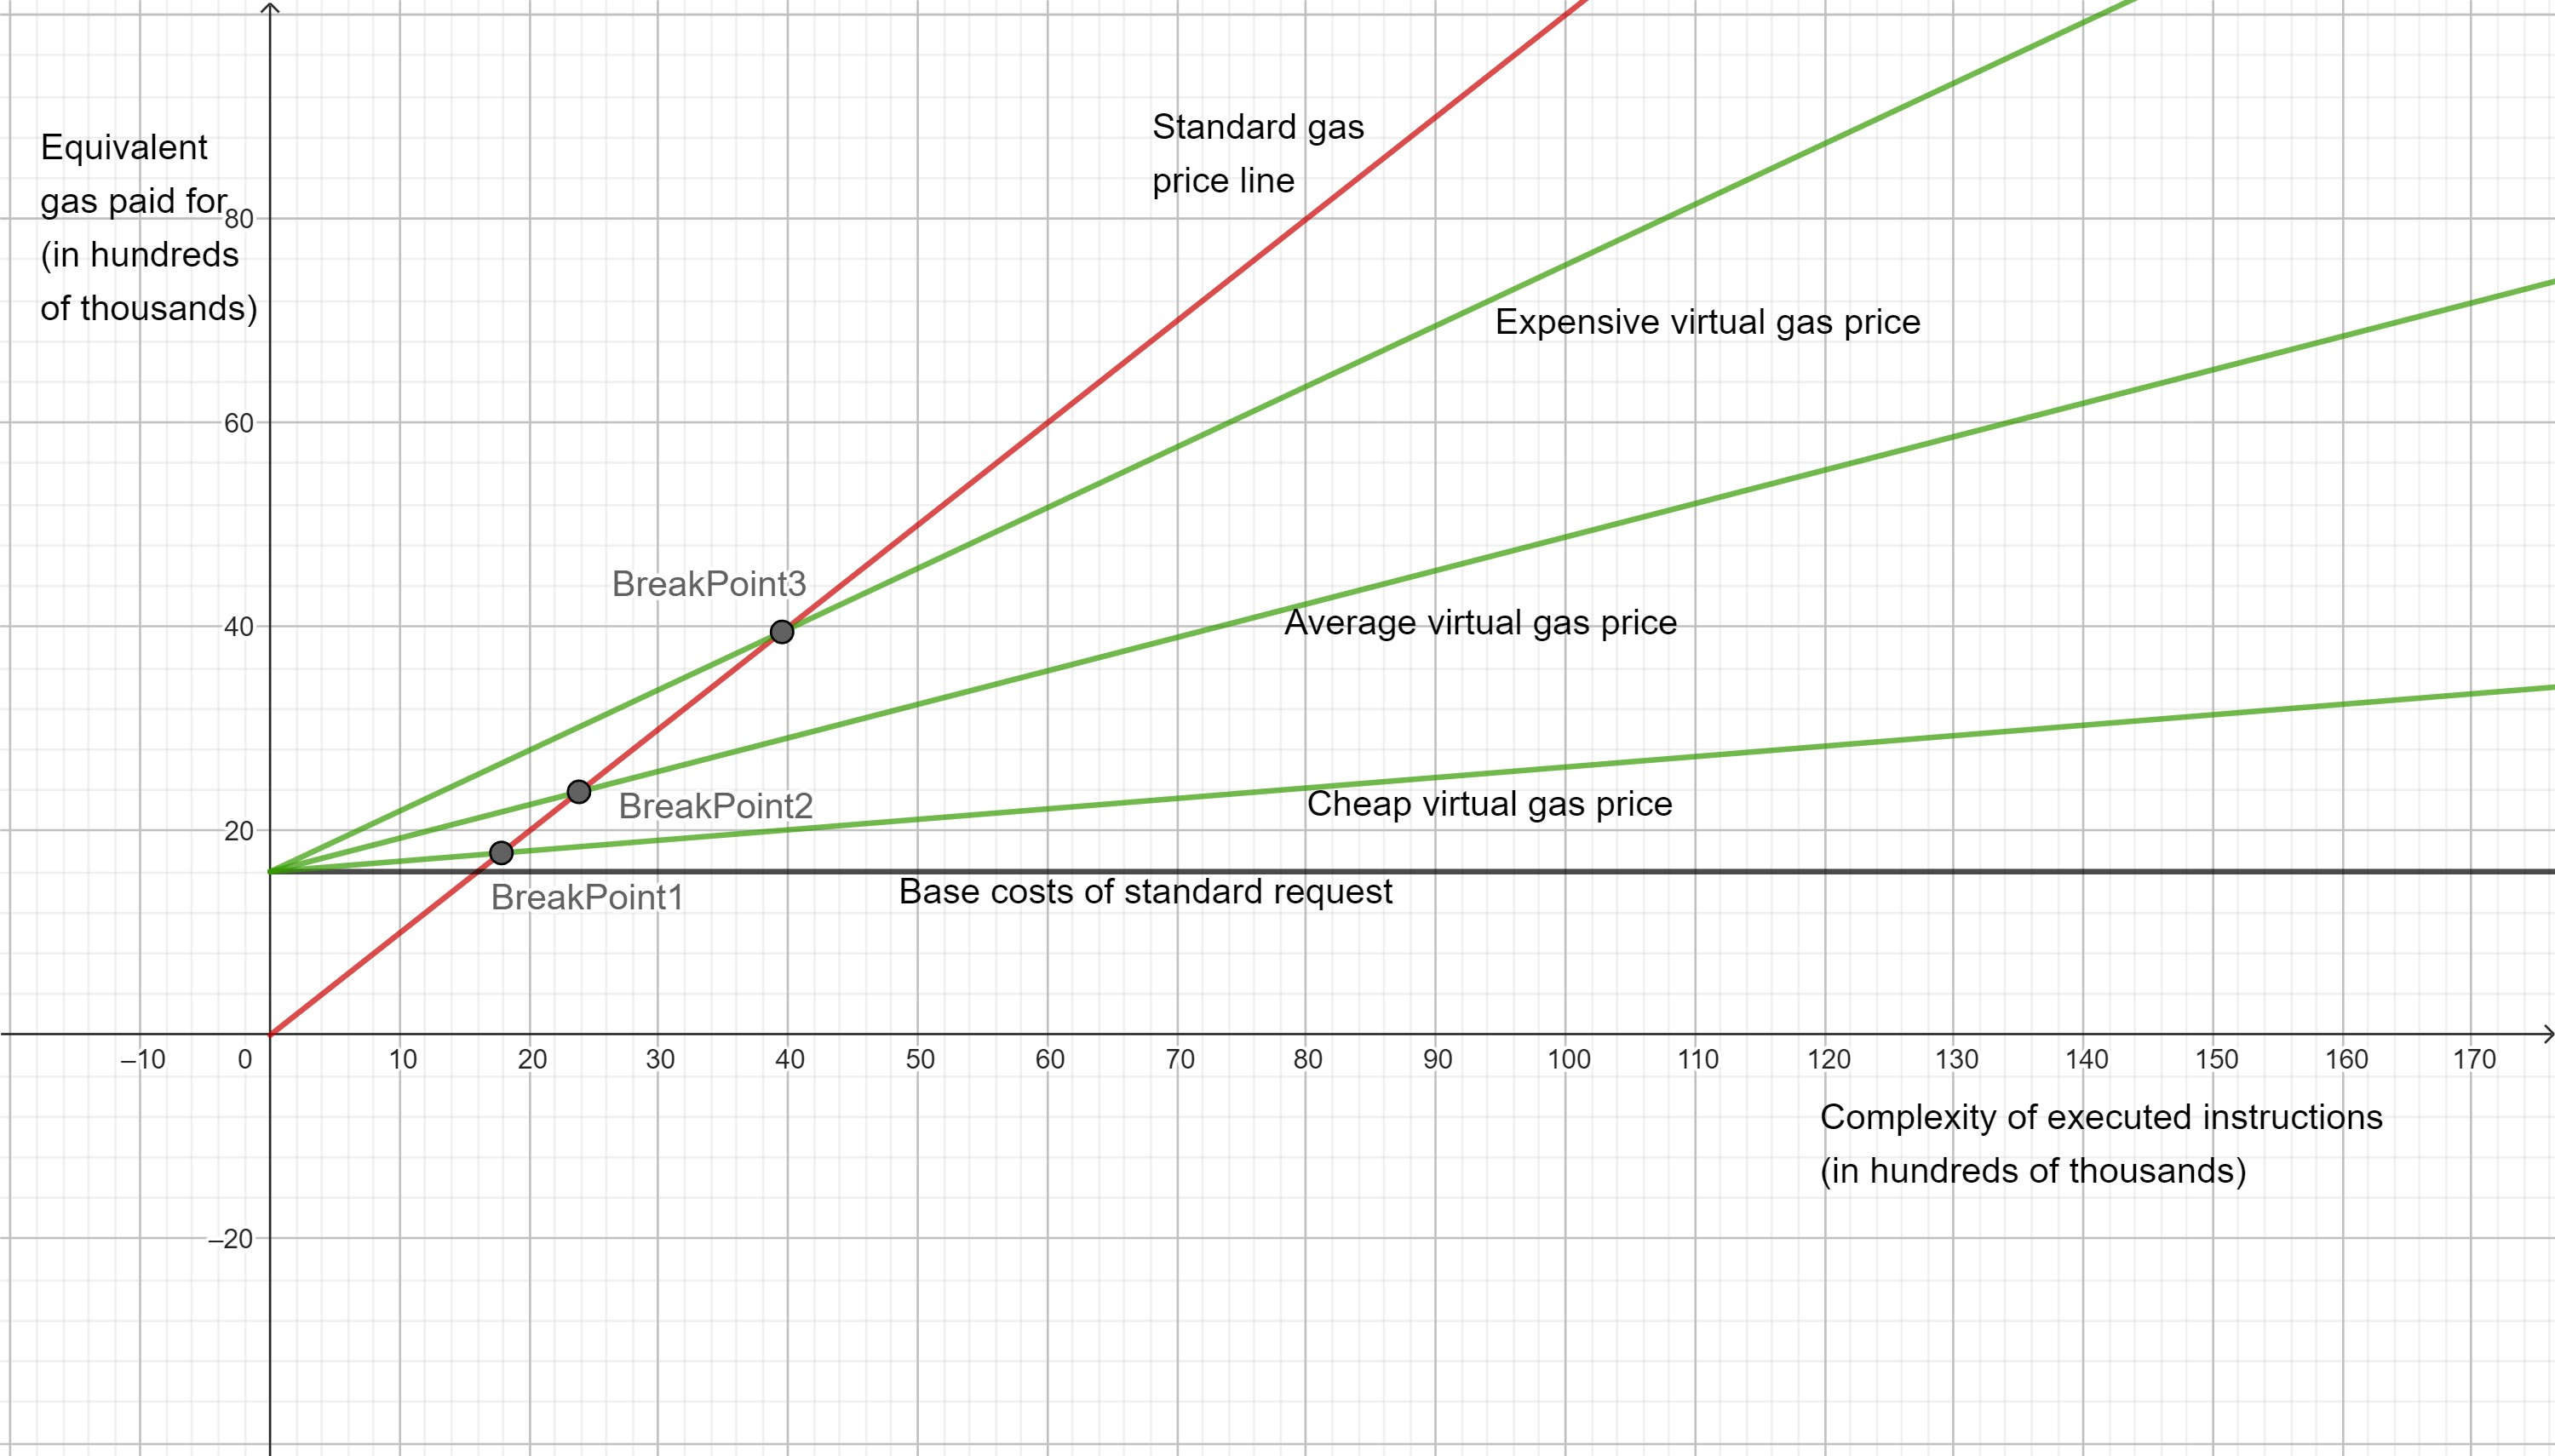 Standard gas
price line
Equivalent
gas paid for
(in hundreds
of thousands)
80
Expensive virtual gas price
60
BreakPoint3
40
Average virtual gas price
BreakPoint2
Cheap virtual gas price
20
BreakPoint1
Base costs of standard request
–10 0 10 20 30 40 50 60 70 80 90 100 110 120 130 140 150 160 170
Complexity of executed instructions
(in hundreds of thousands)
–20